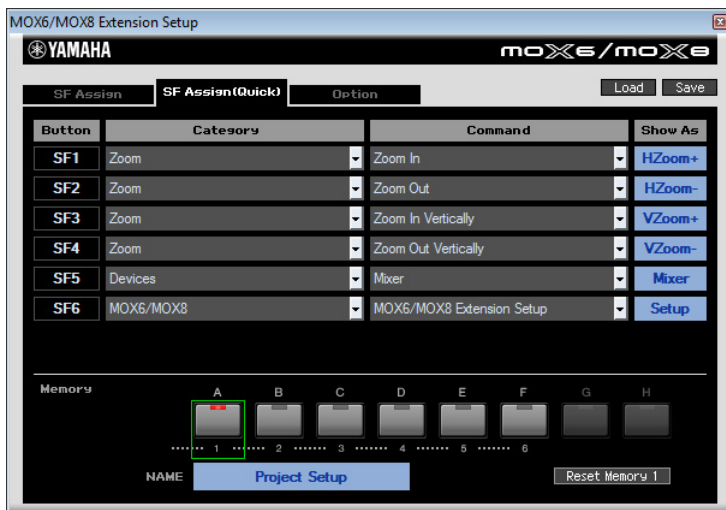 MOX6/MOX8 Extension Setup
YAMAHA moX6/moX8
SF Assign SF Assign(Quick) Option Load Save
Button Category Command Show As
SF1 Zoom Zoom In HZoom+
SF2 Zoom Zoom Out HZoom-
SF3 Zoom Zoom In Vertically VZoom+
SF4 Zoom Zoom Out Vertically VZoom-
SF5 Devices Mixer Mixer
SF6 MOX6/MOX8 MOX6/MOX8 Extension Setup Setup
Memory A B C D E F G H
1 2 3 4 5 6
NAME Project Setup Reset Memory 1